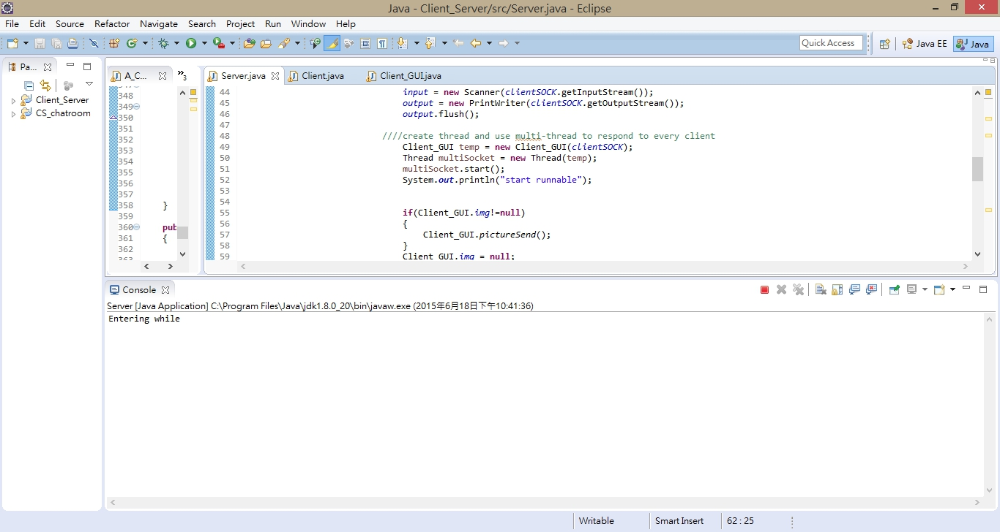 Java - Client_Server/src/Server.java - Eclipse
File Edit Source Refactor Navigate Search Project Run Window Help
Quick Access Java EE Java
Pa...
Client_Server
CS_chatroom
A_C... 3
348
349
350
351
352
353
354
355
356
357
358 }
359
360 pub
361 {
362
Server.java Client.java Client_GUI.java
44 input = new Scanner(clientSOCK.getInputStream());
45 output = new PrintWriter(clientSOCK.getOutputStream());
46 output.flush();
47
48 ////create thread and use multi-thread to respond to every client
49 Client_GUI temp = new Client_GUI(clientSOCK);
50 Thread multiSocket = new Thread(temp);
51 multiSocket.start();
52 System.out.println("start runnable");
53
54
55 if(Client_GUI.img!=null)
56 {
57 Client_GUI.pictureSend();
58 }
59 Client_GUI.img = null;
Console
Server [Java Application] C:\Program Files\Java\jdk1.8.0_20\bin\javaw.exe (2015年6月18日下午10:41:36)
Entering while
Writable Smart Insert 62 : 25